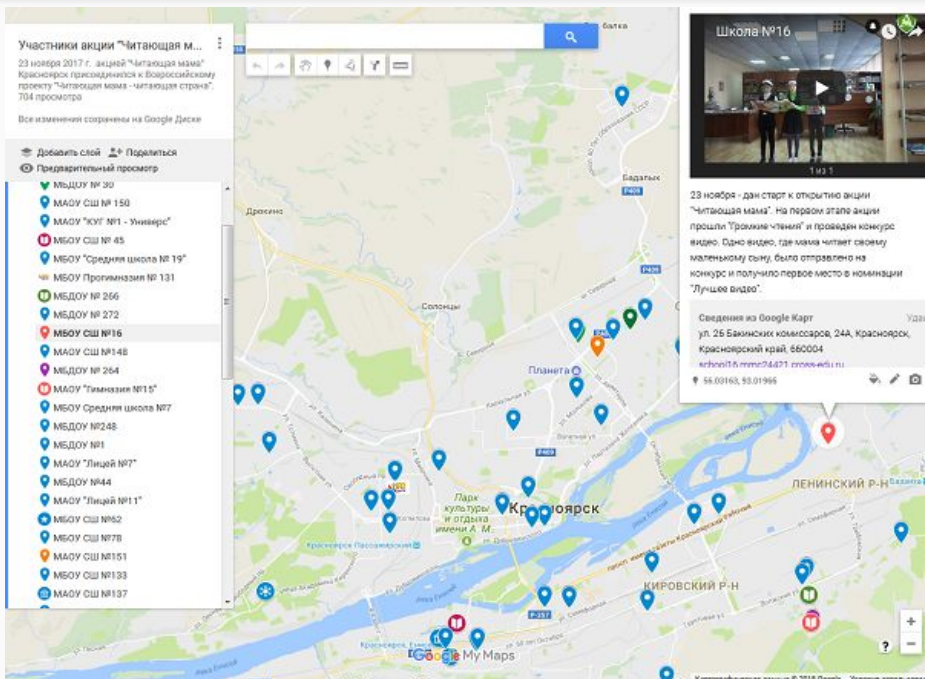 Участники акции "Читающая м...
23 ноября 2017 г. акцией "Читающая мама"
Красноярск присоединился к Всероссийскому
проекту "Читающая мама - читающая страна".
704 просмотра
Все изменения сохранены на Google Диске
Добавить слой Поделиться
Предварительный просмотр
МБДОУ № 30
МАОУ СШ № 150
МАОУ "КУГ №1 - Универс"
МБОУ СШ № 45
МБОУ "Средняя школа № 19"
МБОУ Прогимназия № 131
МБДОУ № 266
МБДОУ № 272
МБОУ СШ №16
МАОУ СШ №148
МБДОУ № 264
МАОУ "Гимназия №15"
МБОУ Средняя школа №7
МБДОУ №248
МБДОУ №1
МАОУ "Лицей №7"
МБДОУ №44
МАОУ "Лицей №11"
МБОУ СШ №62
МБОУ СШ №78
МАОУ СШ №151
МБОУ СШ №133
МАОУ СШ №137
балка
Бадалык
Р409
Дрокино
Р409
Солонцы
Планета
Р409
Парк
культуры
и отдыха
имени А. М.
Красноярск
Красноярск Пассажирский
ЛЕНИНСКИЙ Р-Н
КИРОВСКИЙ Р-Н
Р-257
Google My Maps
Школа №16
1 из 1
23 ноября - дан старт к открытию акции
"Читающая мама". На первом этапе акции
прошли "Громкие чтения" и проведен конкурс
видео. Одно видео, где мама читает своему
маленькому сыну, было отправлено на
конкурс и получило первое место в номинации
"Лучшее видео".
Сведения из Google Карт
ул. 26 Бакинских комиссаров, 24А, Красноярск,
Красноярский край, 660004
56.03163, 93.01965